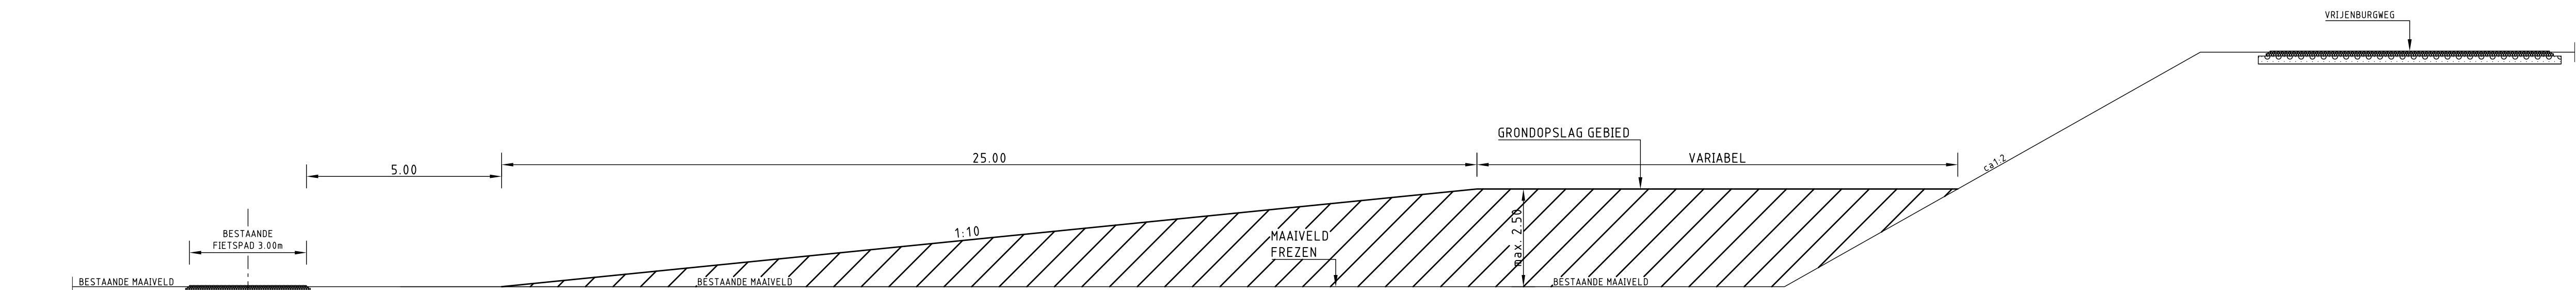 VRIJENBURGWEG
GRONDOPSLAG GEBIED
25.00
VARIABEL
5.00
ca1:2
1:10
max. 2.50
BESTAANDE
FIETSPAD 3.00m
MAAIVELD
FREZEN
BESTAANDE MAAIVELD
BESTAANDE MAAIVELD
BESTAANDE MAAIVELD